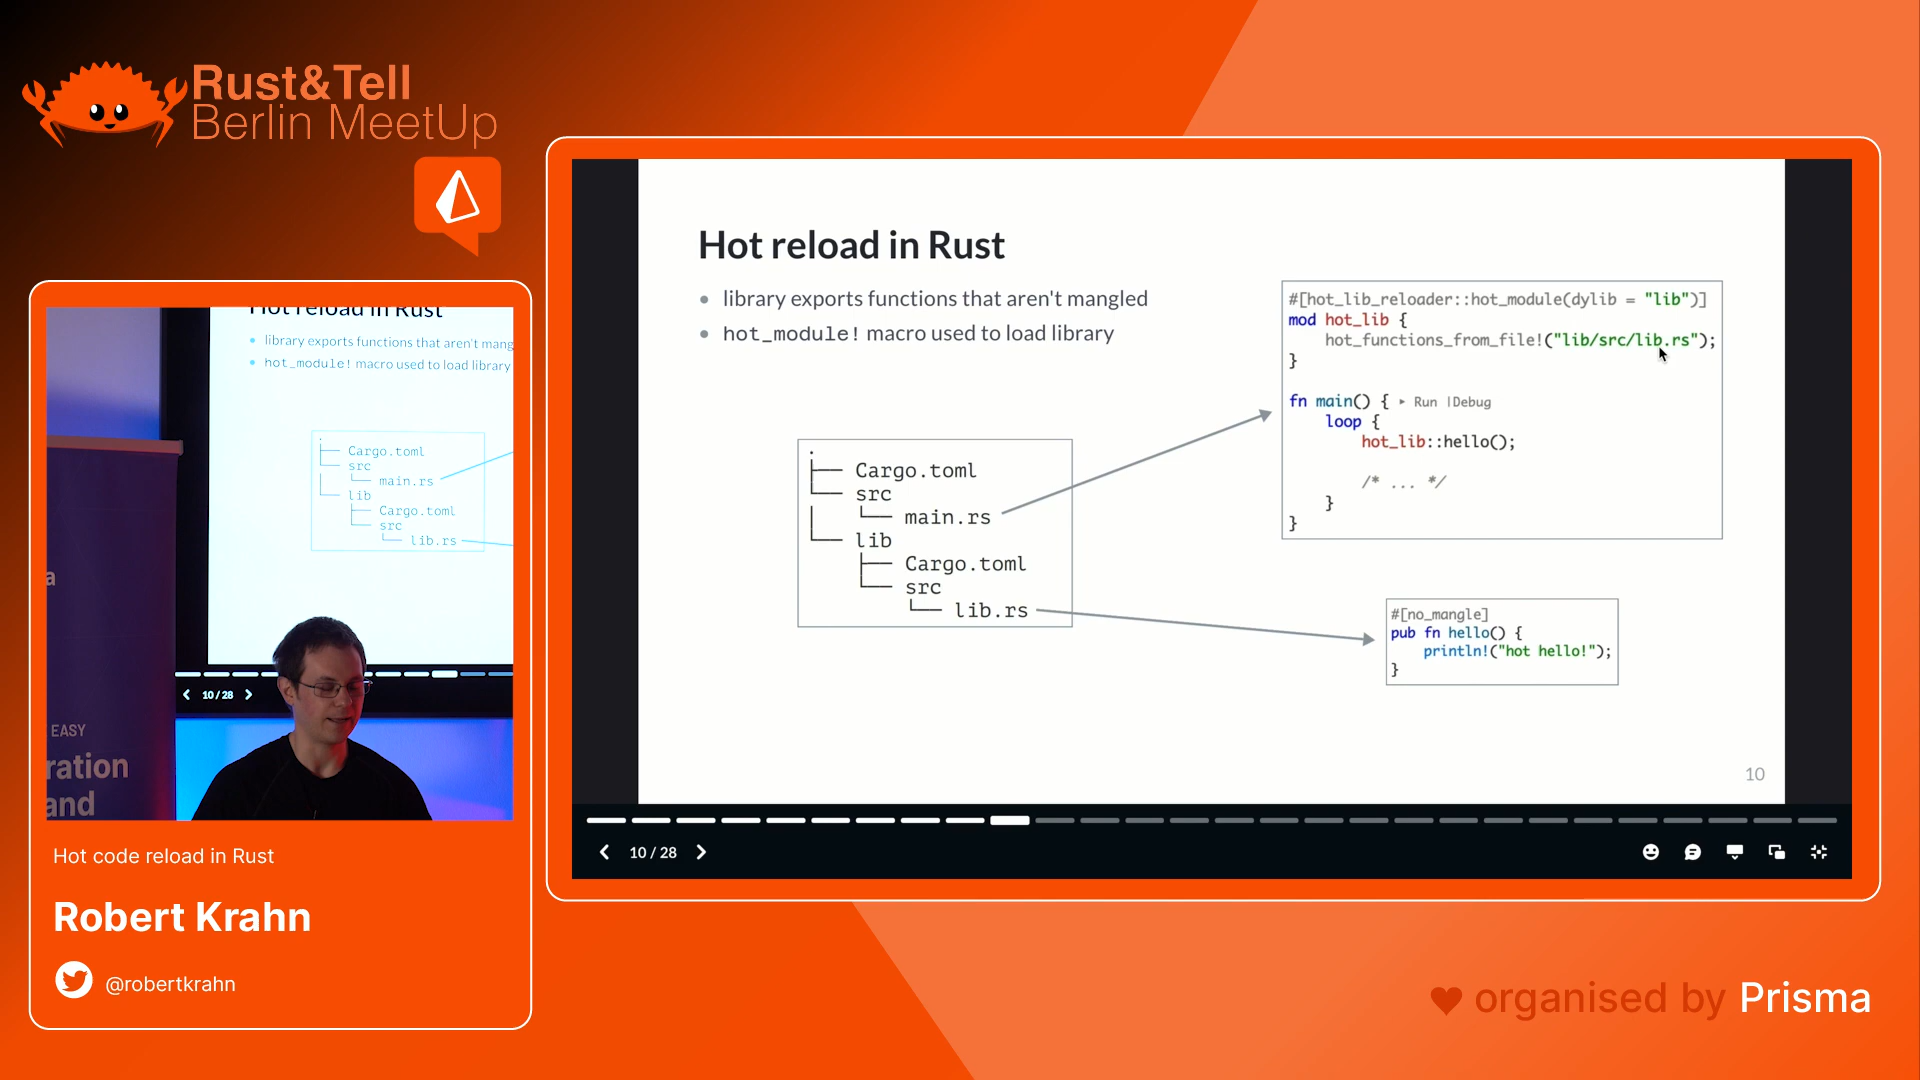 Rust&Tell
Berlin MeetUp
Hot reload in Rust
library exports functions that aren't mang
hot_module! macro used to load library
Cargo.toml
src
main.rs
lib
Cargo.toml
src
lib.rs
10 / 28
a
EASY
ration
and
Hot code reload in Rust
Robert Krahn
@robertkrahn
Hot reload in Rust
• library exports functions that aren't mangled
• hot_module! macro used to load library
.
├── Cargo.toml
└── src
│   └── main.rs
└── lib
    ├── Cargo.toml
    └── src
        └── lib.rs
#[hot_lib_reloader::hot_module(dylib = "lib")]
mod hot_lib {
    hot_functions_from_file!("lib/src/lib.rs");
}
fn main() { ▸ Run |Debug
    loop {
        hot_lib::hello();
        /* ... */
    }
}
#[no_mangle]
pub fn hello() {
    println!("hot hello!");
}
10
10 / 28
organised by Prisma